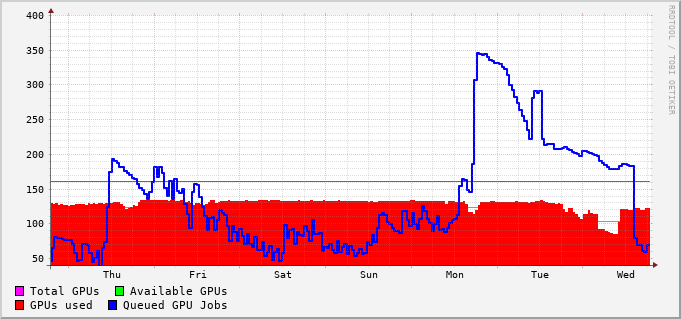 400
350
300
250
200
150
100
50
Thu Fri Sat Sun Mon Tue Wed
Total GPUs Available GPUs
GPUs used Queued GPU Jobs
RRDTOOL / TOBI OETIKER